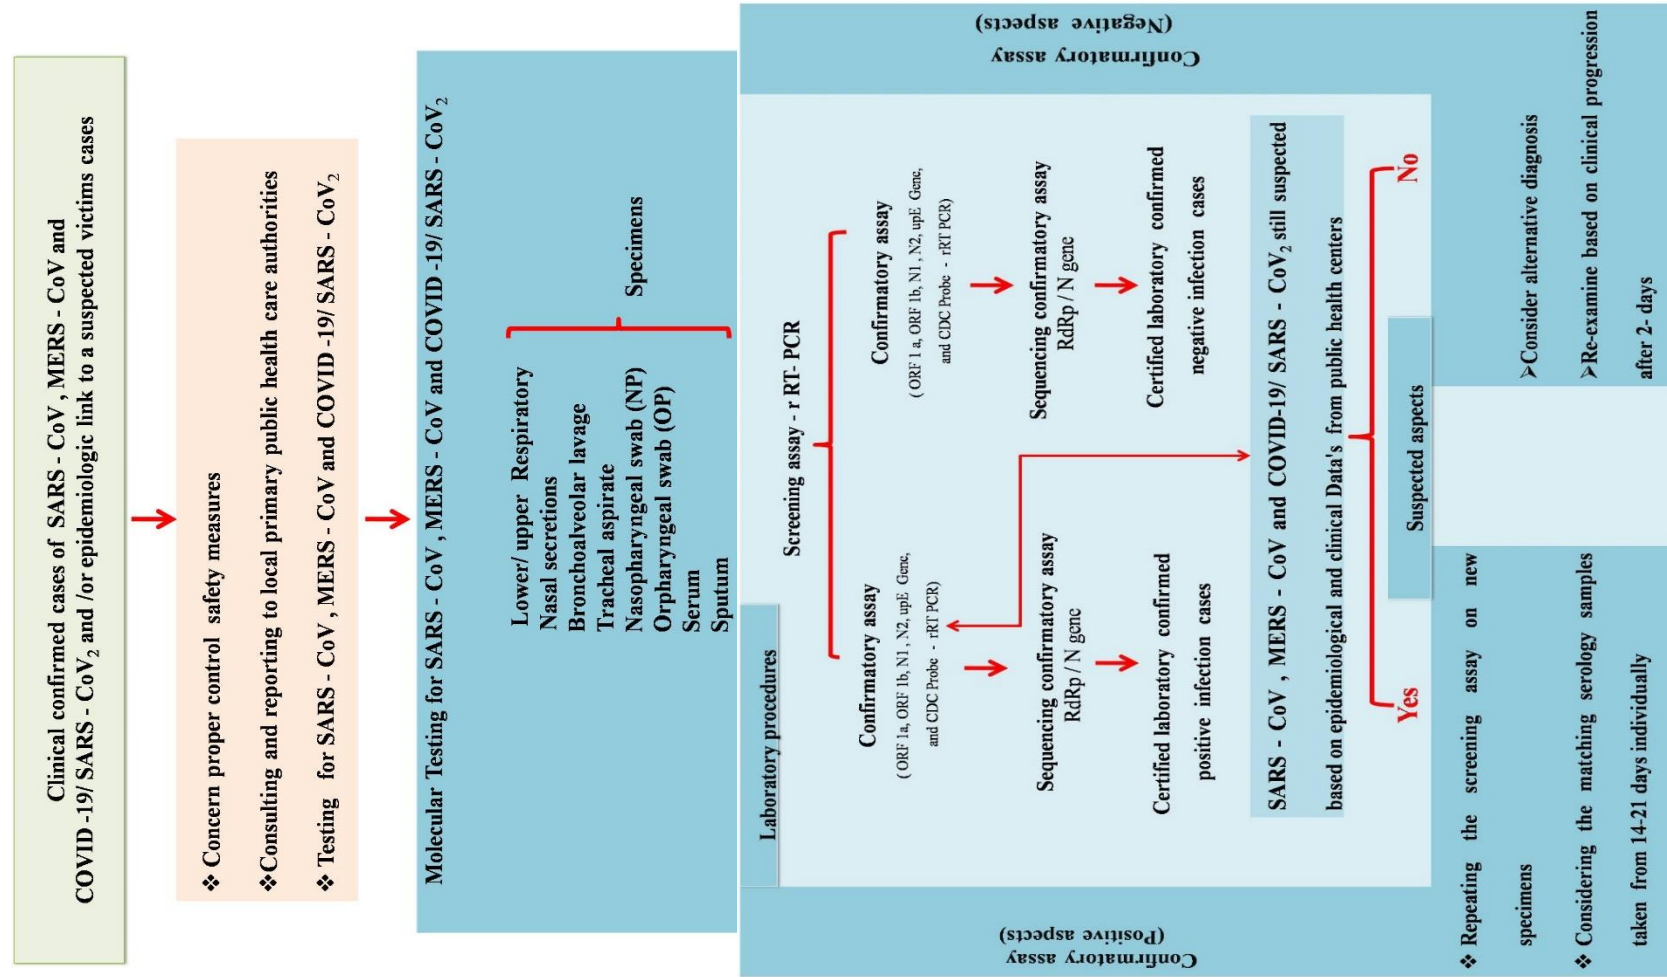 Clinical confirmed cases of SARS - CoV , MERS - CoV and
COVID -19/ SARS - CoV₂ and /or epidemiologic link to a suspected victims cases
❖ Concern proper control safety measures
❖Consulting and reporting to local primary public health care authorities
❖ Testing for SARS - CoV , MERS - CoV and COVID -19/ SARS - CoV₂
Molecular Testing for SARS - CoV , MERS - CoV and COVID -19/ SARS - CoV₂
Lower/ upper Respiratory
Nasal secretions
Bronchoalveolar lavage
Tracheal aspirate
Nasopharyngeal swab (NP)
Orpharyngeal swab (OP)
Serum
Sputum
Specimens
Laboratory procedures
Screening assay - r RT- PCR
Confirmatory assay
( ORF 1a, ORF 1b, N1 , N2, upE Gene,
and CDC Probe - rRT PCR)
Sequencing confirmatory assay
RdRp / N gene
Certified laboratory confirmed
positive infection cases
Confirmatory assay
( ORF 1 a, ORF 1b, N1 , N2, upE Gene,
and CDC Probe - rRT PCR)
Sequencing confirmatory assay
RdRp / N gene
Certified laboratory confirmed
negative infection cases
Confirmatory assay
(Positive aspects)
Confirmatory assay
(Negative aspects)
SARS - CoV , MERS - CoV and COVID-19/ SARS - CoV₂ still suspected
based on epidemiological and clinical Data's from public health centers
Yes
No
Suspected aspects
❖ Repeating the screening assay on new
specimens
❖ Considering the matching serology samples
taken from 14-21 days individually
➢Consider alternative diagnosis
➢Re-examine based on clinical progression
after 2- days